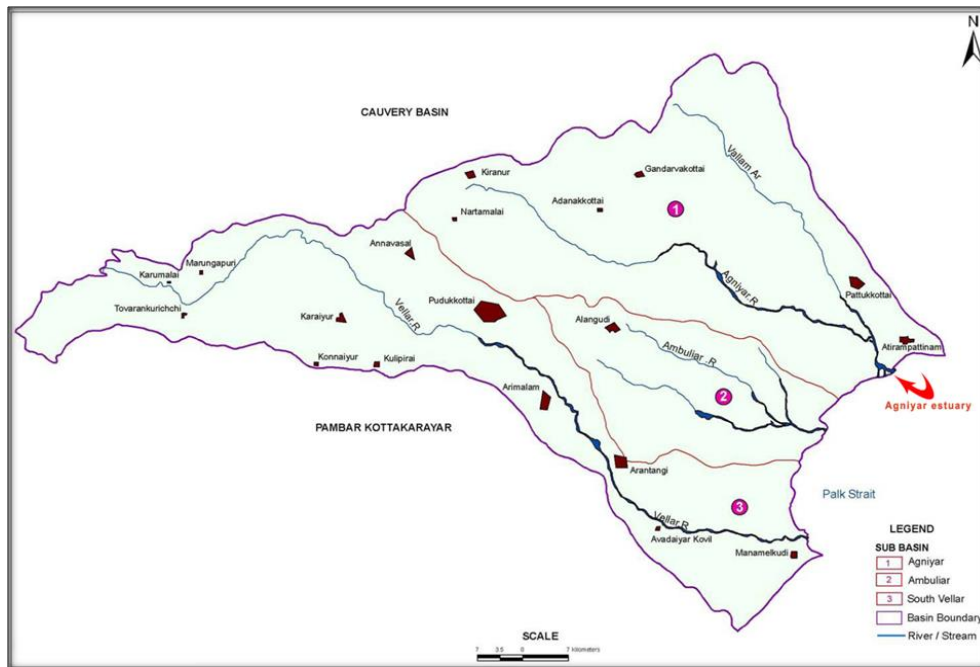 N
CAUVERY BASIN
Vallam Ar
Kiranur
Gandarvakottai
Adanakkottai
1
Nartamalai
Annavasal
Marungapuri
Karumalai
Agniyar.R
Pattukkottai
Pudukkottai
Tovarankurichchi
Karaiyur
Vellar.R
Alangudi
Atirampattinam
Ambuliar .R
Konnaiyur
Kulipirai
Agniyar estuary
Arimalam
2
PAMBAR KOTTAKARAYAR
Arantangi
Palk Strait
3
Vellar.R
Avadaiyar Kovil
Manamelkudi
LEGEND
SUB BASIN
1 Agniyar
2 Ambuliar
3 South Vellar
Basin Boundary
River / Stream
SCALE
7 3.5 0 7 kilometers